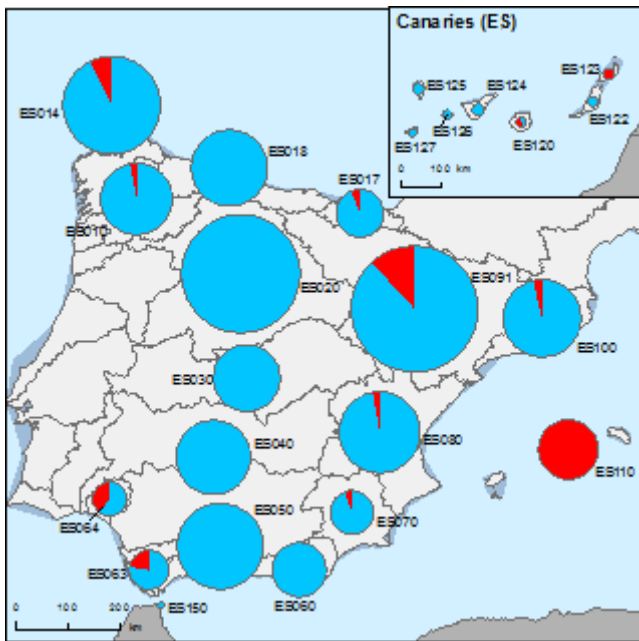 Canaries (ES)
ES123
ES125
ES124
ES122
ES126
ES127
ES120
0 100
km
ES014
ES018
ES017
ES010
ES020
ES091
ES100
ES030
ES040
ES080
ES110
ES050
ES064
ES070
ES063
ES060
ES150
0 100 200
km